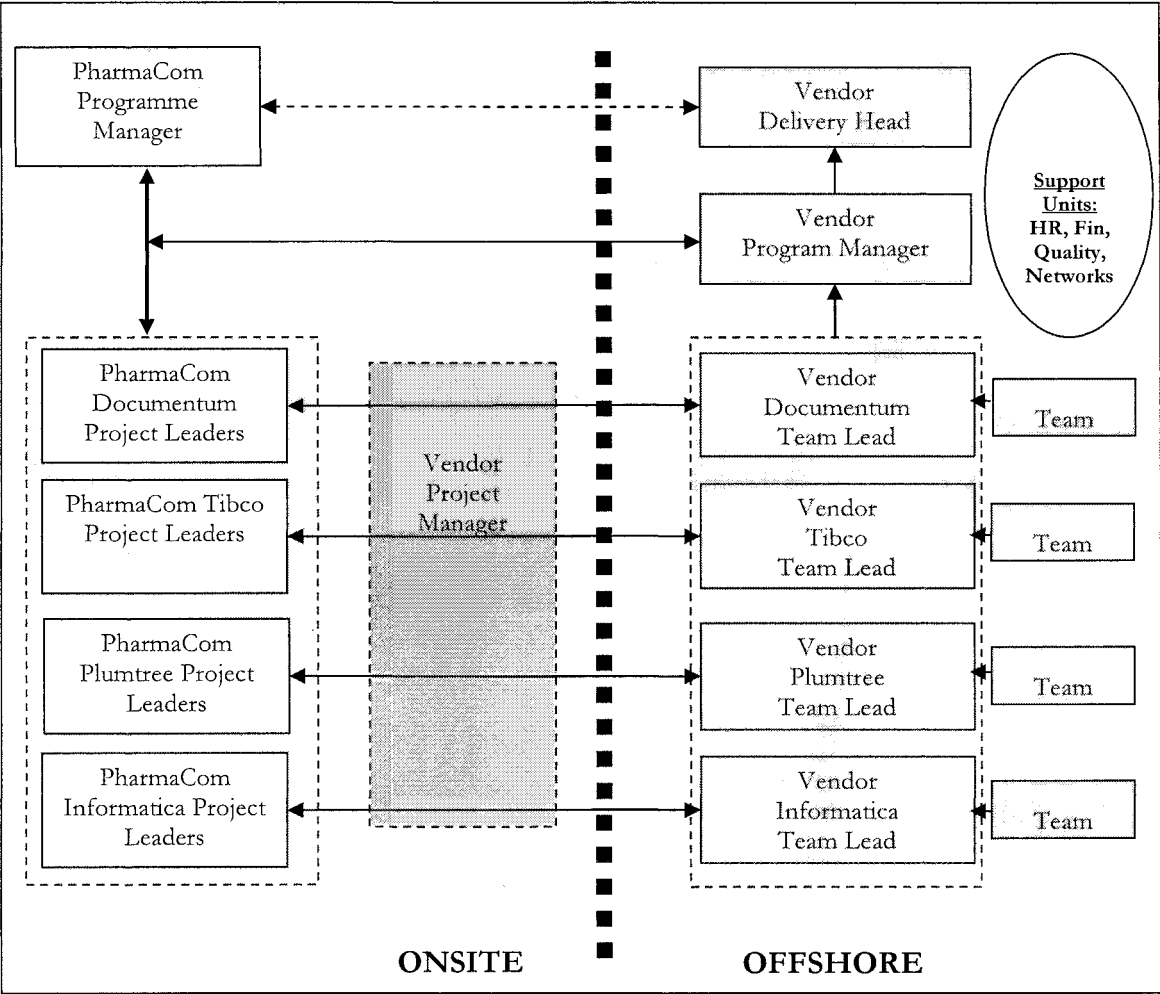 PharmaCom
Programme
Manager
Vendor
Delivery Head
Support
Units:
HR, Fin,
Quality,
Networks
Vendor
Program Manager
PharmaCom
Documentum
Project Leaders
Vendor
Project
Manager
Vendor
Documentum
Team Lead
Team
PharmaCom Tibco
Project Leaders
Vendor
Tibco
Team Lead
Team
PharmaCom
Plumtree Project
Leaders
Vendor
Plumtree
Team Lead
Team
PharmaCom
Informatica Project
Leaders
Vendor
Informatica
Team Lead
Team
ONSITE
OFFSHORE